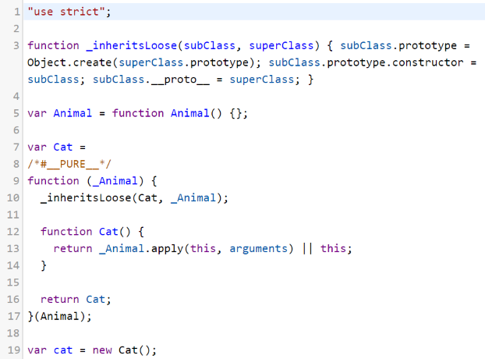 1 "use strict";
2
3 function _inheritsLoose(subClass, superClass) { subClass.prototype =
Object.create(superClass.prototype); subClass.prototype.constructor =
subClass; subClass.__proto__ = superClass; }
4
5 var Animal = function Animal() {};
6
7 var Cat =
8 /*#__PURE__*/
9 function (_Animal) {
10   _inheritsLoose(Cat, _Animal);
11
12   function Cat() {
13     return _Animal.apply(this, arguments) || this;
14   }
15
16   return Cat;
17 }(Animal);
18
19 var cat = new Cat();